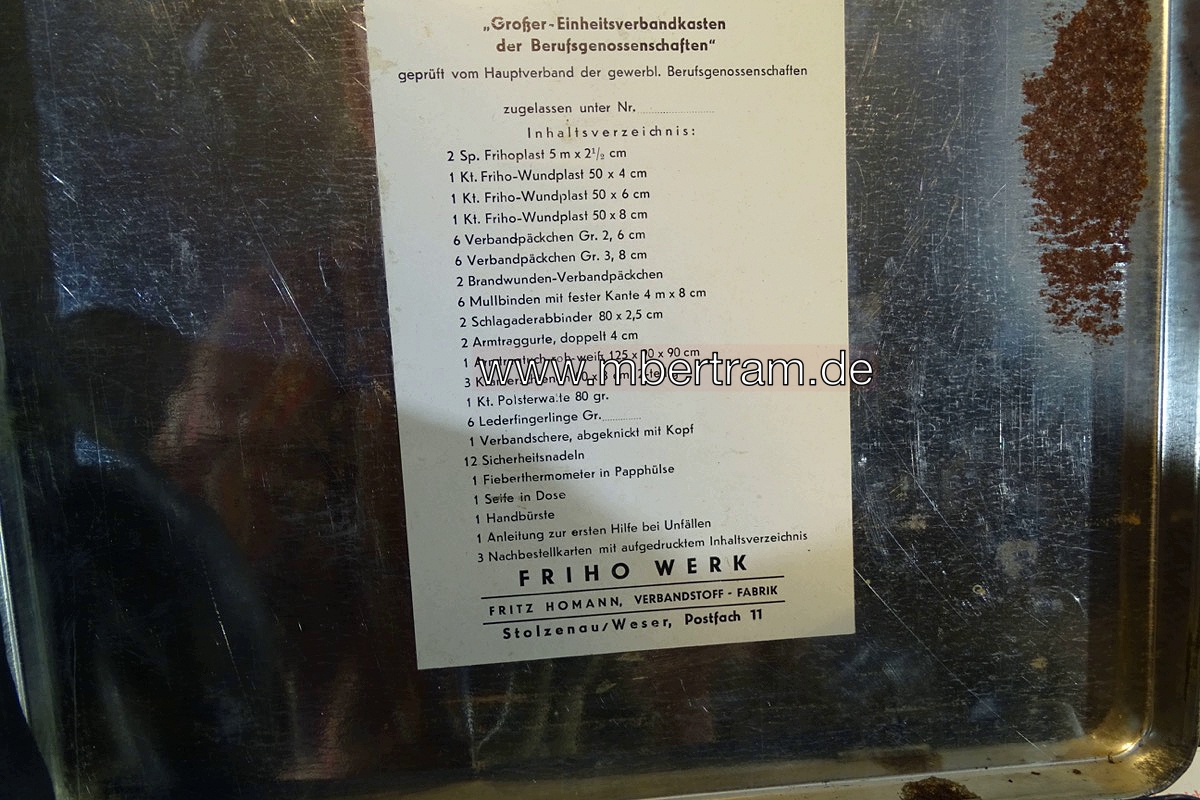 „Großer-Einheitsverbandkasten
der Berufsgenossenschaften“
geprüft vom Hauptverband der gewerbl. Berufsgenossenschaften
zugelassen unter Nr.
Inhaltsverzeichnis:
2 Sp. Frihoplast 5 m x 2¹/₂ cm
1 Kt. Friho-Wundplast 50 x 4 cm
1 Kt. Friho-Wundplast 50 x 6 cm
1 Kt. Friho-Wundplast 50 x 8 cm
6 Verbandpäckchen Gr. 2, 6 cm
6 Verbandpäckchen Gr. 3, 8 cm
2 Brandwunden-Verbandpäckchen
6 Mullbinden mit fester Kante 4 m x 8 cm
2 Schlagaderabbinder 80 x 2,5 cm
2 Armtraggurte, doppelt 4 cm
1 weiß 125 x 90 cm
www.mbertram.de
3
1 Kt. Polsterwatte 80 gr.
6 Lederfingerlinge Gr.
1 Verbandschere, abgeknickt mit Kopf
12 Sicherheitsnadeln
1 Fieberthermometer in Papphülse
1 Seife in Dose
1 Handbürste
1 Anleitung zur ersten Hilfe bei Unfällen
3 Nachbestellkarten mit aufgedrucktem Inhaltsverzeichnis
FRIHO WERK
FRITZ HOMANN, VERBANDSTOFF-FABRIK
Stolzenau/Weser, Postfach 11